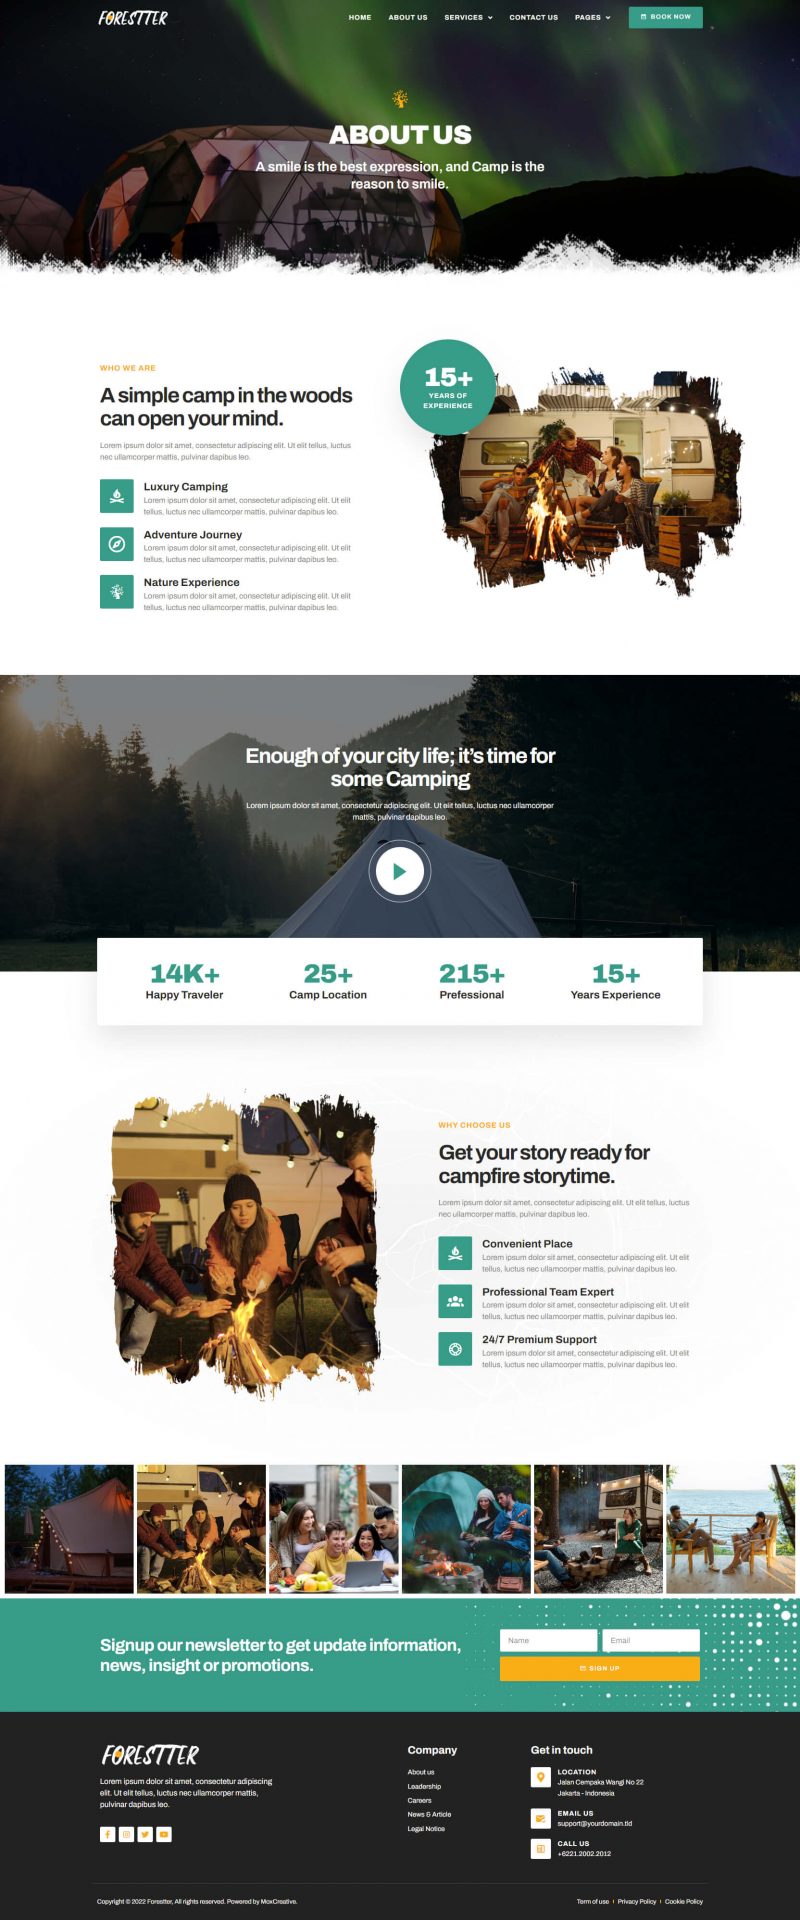 FORESTTER
HOME
ABOUT US
SERVICES
CONTACT US
PAGES
BOOK NOW
ABOUT US
A smile is the best expression, and Camp is the
reason to smile.
WHO WE ARE
A simple camp in the woods
can open your mind.
Lorem ipsum dolor sit amet, consectetur adipiscing elit. Ut elit tellus, luctus
nec ullamcorper mattis, pulvinar dapibus leo.
Luxury Camping
Lorem ipsum dolor sit amet, consectetur adipiscing elit. Ut elit
tellus, luctus nec ullamcorper mattis, pulvinar dapibus leo.
Adventure Journey
Lorem ipsum dolor sit amet, consectetur adipiscing elit. Ut elit
tellus, luctus nec ullamcorper mattis, pulvinar dapibus leo.
Nature Experience
Lorem ipsum dolor sit amet, consectetur adipiscing elit. Ut elit
tellus, luctus nec ullamcorper mattis, pulvinar dapibus leo.
15+
YEARS OF
EXPERIENCE
Enough of your city life; it's time for
some Camping
Lorem ipsum dolor sit amet, consectetur adipiscing elit. Ut elit tellus, luctus nec ullamcorper
mattis, pulvinar dapibus leo.
14K+
Happy Traveler
25+
Camp Location
215+
Prefessional
15+
Years Experience
WHY CHOOSE US
Get your story ready for
campfire storytime.
Lorem ipsum dolor sit amet, consectetur adipiscing elit. Ut elit tellus, luctus
nec ullamcorper mattis, pulvinar dapibus leo.
Convenient Place
Lorem ipsum dolor sit amet, consectetur adipiscing elit. Ut elit
tellus, luctus nec ullamcorper mattis, pulvinar dapibus leo.
Professional Team Expert
Lorem ipsum dolor sit amet, consectetur adipiscing elit. Ut elit
tellus, luctus nec ullamcorper mattis, pulvinar dapibus leo.
24/7 Premium Support
Lorem ipsum dolor sit amet, consectetur adipiscing elit. Ut elit
tellus, luctus nec ullamcorper mattis, pulvinar dapibus leo.
Signup our newsletter to get update information,
news, insight or promotions.
Name
Email
SIGN UP
FORESTTER
Lorem ipsum dolor sit amet, consectetur adipiscing
elit. Ut elit tellus, luctus nec ullamcorper mattis,
pulvinar dapibus leo.
Company
About us
Leadership
Careers
News & Article
Legal Notice
Get in touch
LOCATION
Jalan Cempaka Wangi No 22
Jakarta - Indonesia
EMAIL US
support@yourdomain.tld
CALL US
+6221.2002.2012
Copyright © 2022 Forestter, All rights reserved. Powered by MoxCreative.
Term of use
Privacy Policy
Cookie Policy